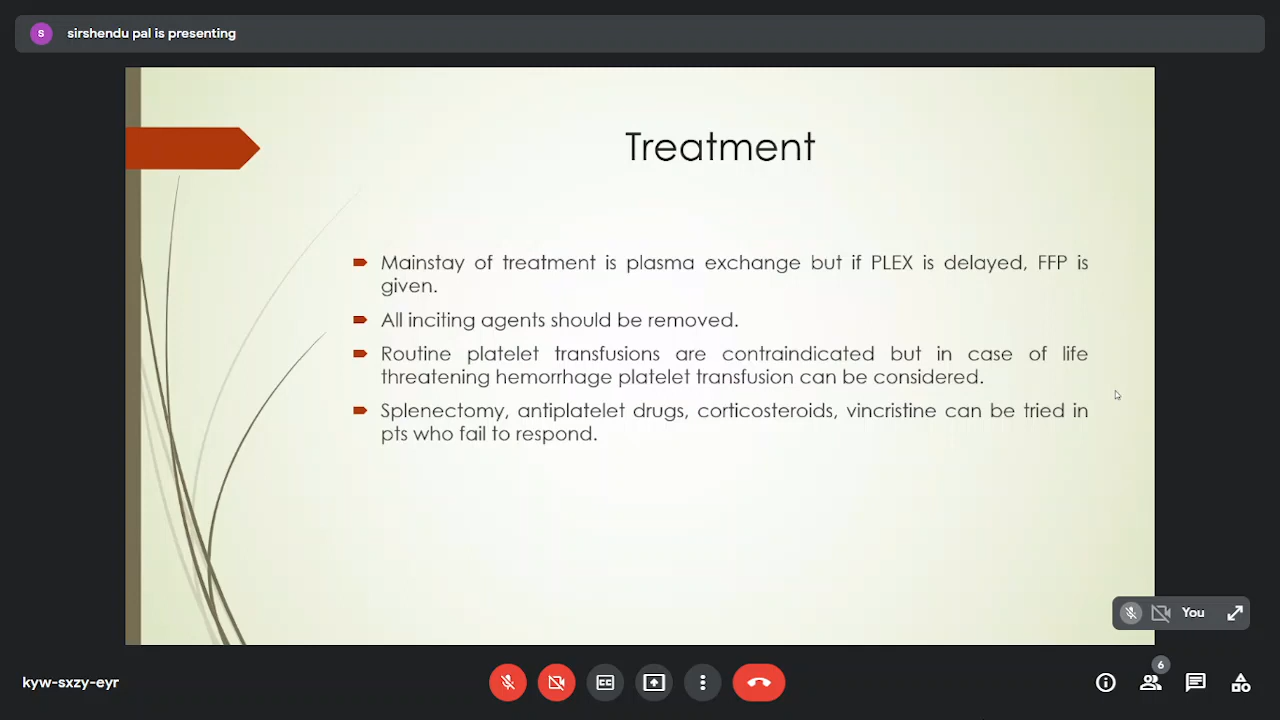 S
sirshendu pal is presenting
Treatment
Mainstay of treatment is plasma exchange but if PLEX is delayed, FFP is
given.
All inciting agents should be removed.
Routine platelet transfusions are contraindicated but in case of life
threatening hemorrhage platelet transfusion can be considered.
Splenectomy, antiplatelet drugs, corticosteroids, vincristine can be tried in
pts who fail to respond.
You
kyw-sxzy-eyr
CC
6